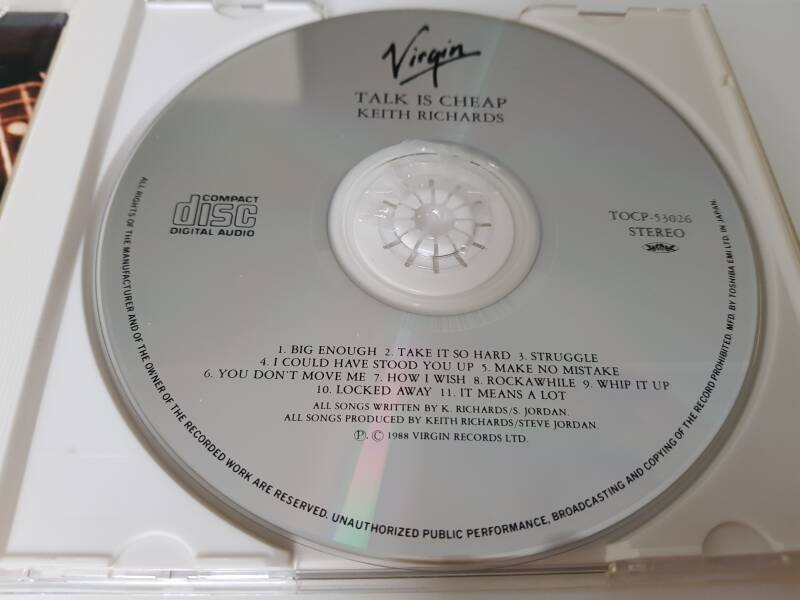 Virgin
TALK IS CHEAP
KEITH RICHARDS
COMPACT
disc
DIGITAL AUDIO
TOCP-53026
STEREO
1. BIG ENOUGH 2. TAKE IT SO HARD 3. STRUGGLE
4. I COULD HAVE STOOD YOU UP 5. MAKE NO MISTAKE
6. YOU DON'T MOVE ME 7. HOW I WISH 8. ROCKAWHILE 9. WHIP IT UP
10. LOCKED AWAY 11. IT MEANS A LOT
ALL SONGS WRITTEN BY K. RICHARDS/S. JORDAN.
ALL SONGS PRODUCED BY KEITH RICHARDS/STEVE JORDAN.
℗. © 1988 VIRGIN RECORDS LTD.
ALL RIGHTS OF THE MANUFACTURER AND OF THE OWNER OF THE RECORDED WORK ARE RESERVED. UNAUTHORIZED PUBLIC PERFORMANCE, BROADCASTING AND COPYING OF THE RECORD PROHIBITED. MFD. BY TOSHIBA EMI LTD. IN JAPAN.